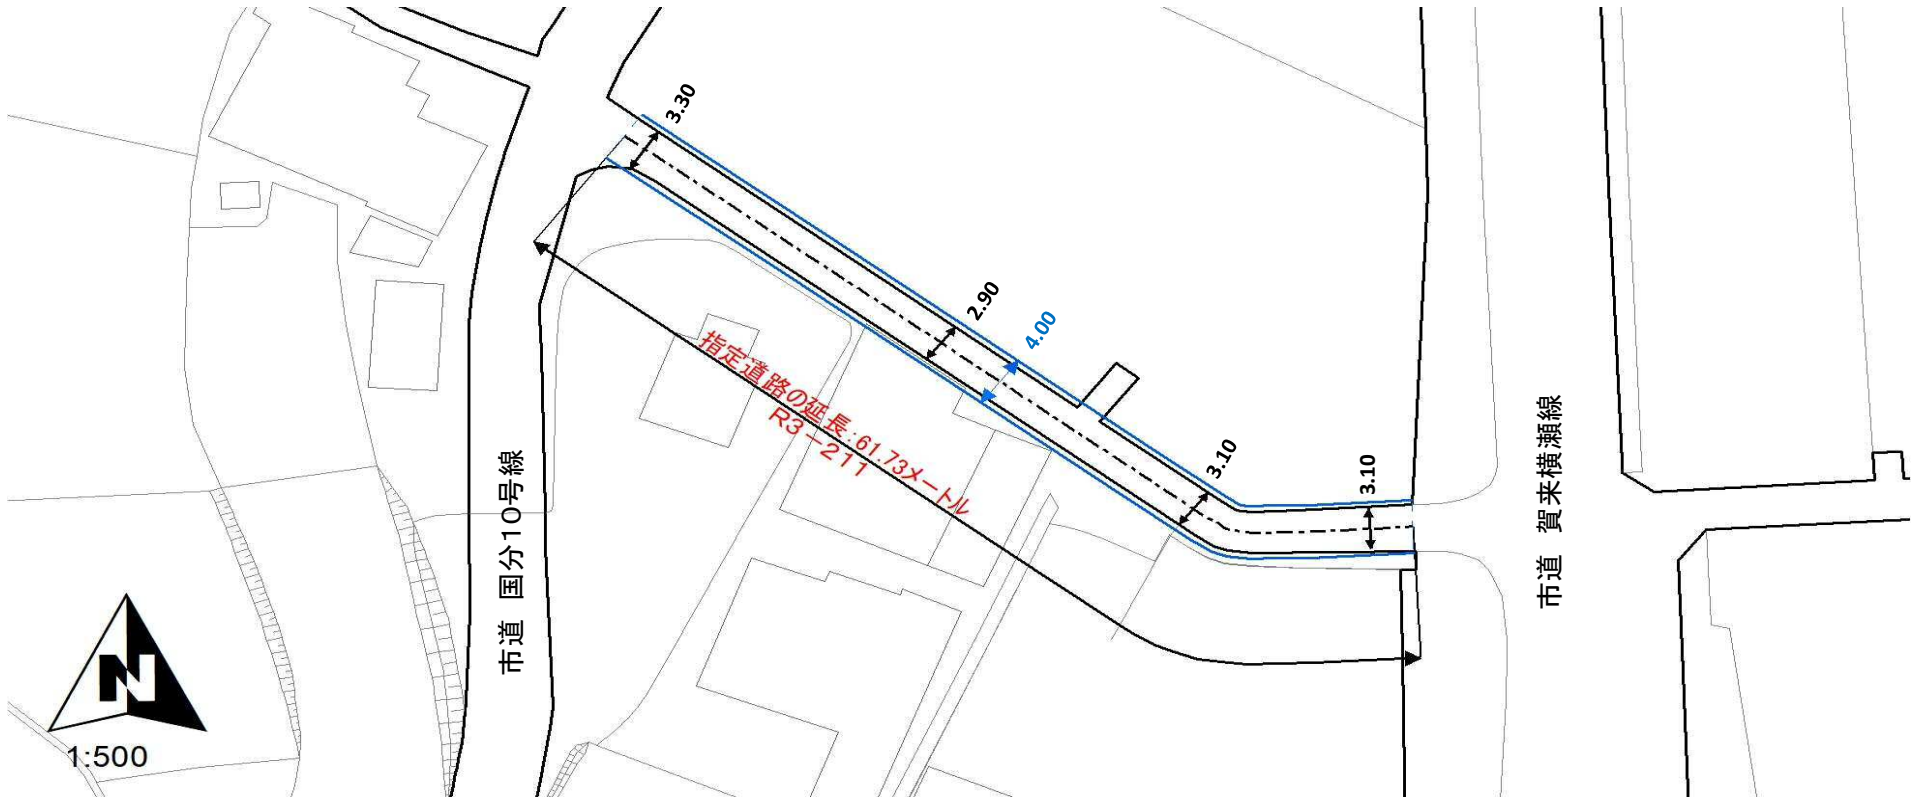 3.30
2.90
4.00
指定道路の延長:61.73メートル
R3-211
3.10
3.10
市道 国分10号線
市道 賀来横瀬線
N
1:500